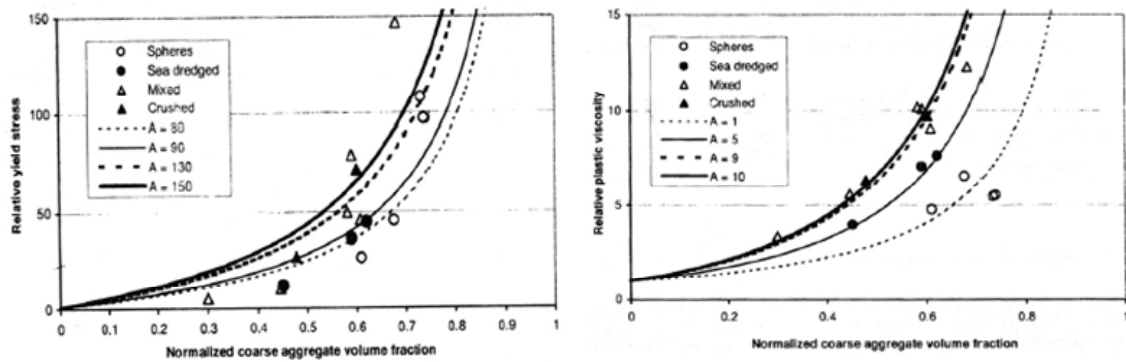 150
100
50
0
Relative yield stress
Spheres
Sea dredged
Mixed
Crushed
A = 80
A = 90
A = 130
A = 150
0 0.1 0.2 0.3 0.4 0.5 0.6 0.7 0.8 0.9 1
Normalized coarse aggregate volume fraction
15
10
5
0
Relative plastic viscosity
Spheres
Sea dredged
Mixed
Crushed
A = 1
A = 5
A = 9
A = 10
0 0.2 0.4 0.6 0.8 1
Normalized coarse aggregate volume fraction